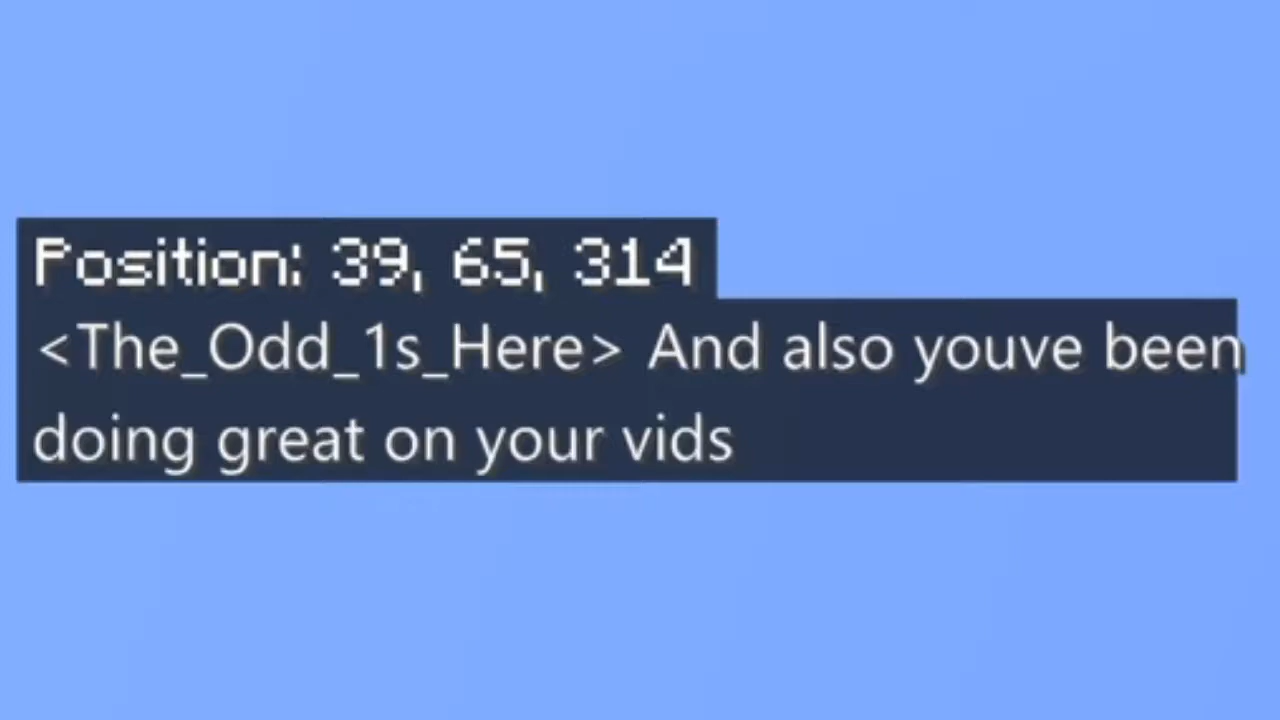 Position: 39, 65, 314
<The_Odd_1s_Here> And also youve been
doing great on your vids